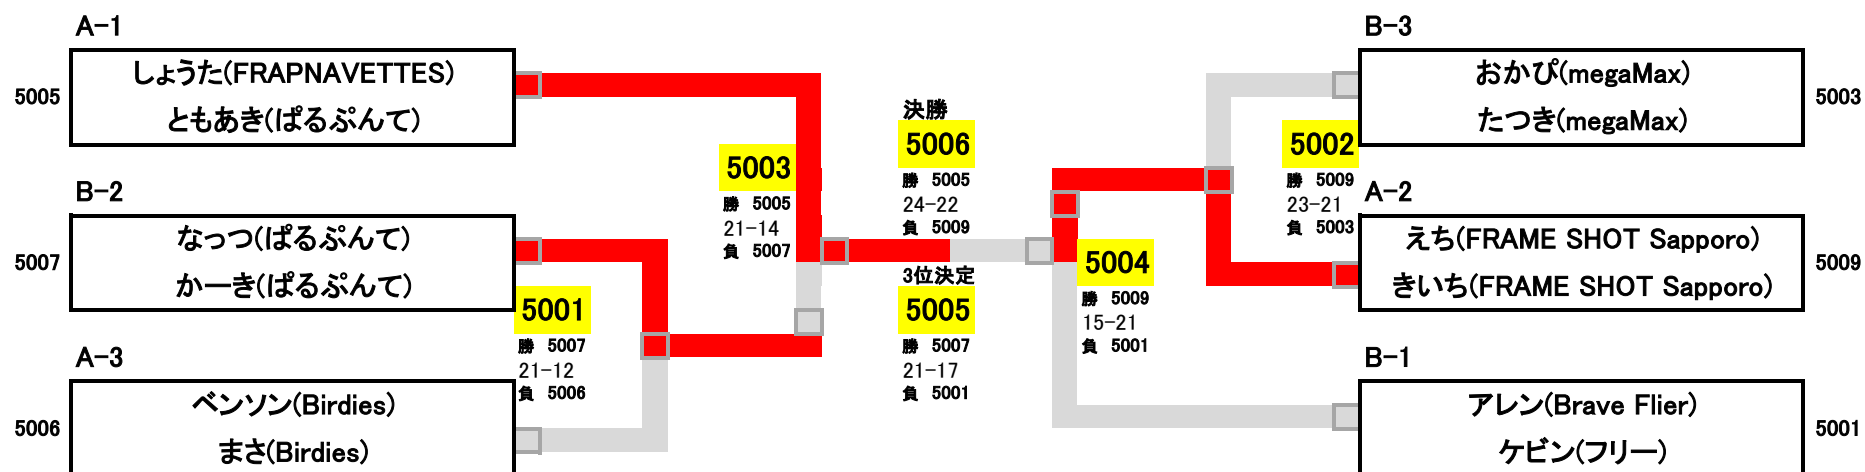 A-1
5005
しょうた(FRAPNAVETTES)
ともあき(ぱるぷんて)
B-2
5007
なっつ(ぱるぷんて)
かーき(ぱるぷんて)
A-3
5006
ベンソン(Birdies)
まさ(Birdies)
5001
勝 5007
21-12
負 5006
5003
勝 5005
21-14
負 5007
決勝
5006
勝 5005
24-22
負 5009
3位決定
5005
勝 5007
21-17
負 5001
5004
勝 5009
15-21
負 5001
5002
勝 5009
23-21
負 5003
B-3
おかぴ(megaMax)
たつき(megaMax)
5003
A-2
えち(FRAME SHOT Sapporo)
きいち(FRAME SHOT Sapporo)
5009
B-1
アレン(Brave Flier)
ケビン(フリー)
5001